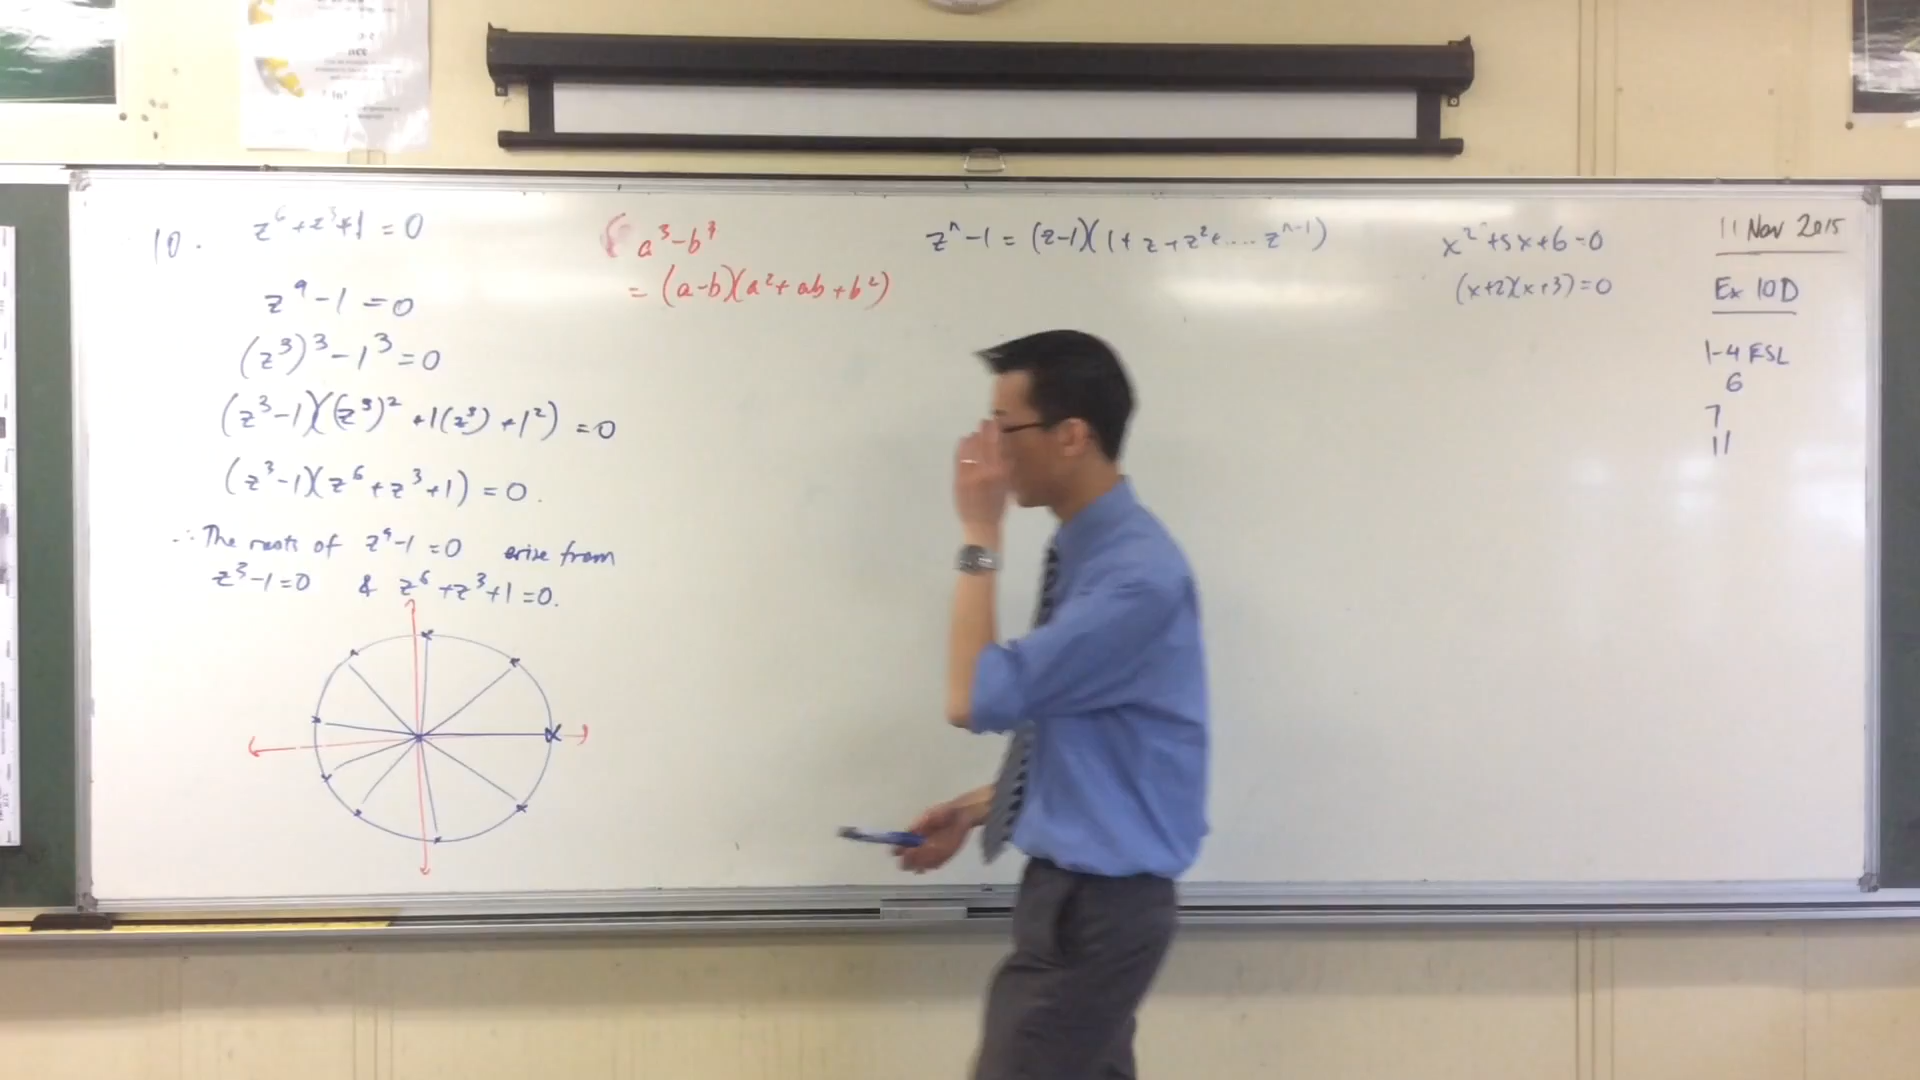 10. z⁶ + z³ + 1 = 0
z⁹ - 1 = 0
(z³)³ - 1³ = 0
(z³-1)((z³)² + 1(z³) + 1²) = 0
(z³-1)(z⁶ + z³ + 1) = 0.
∴ The roots of z⁹-1 = 0 arise from
z³-1 = 0 & z⁶ + z³ + 1 = 0.
a³ - b³
= (a-b)(a² + ab + b²)
zⁿ - 1 = (z-1)(1 + z + z² + .... zⁿ⁻¹)
x² + 5x + 6 = 0
(x+2)(x+3) = 0
11 Nov 2015
Ex 10D
1-4 ESL
6
7
11